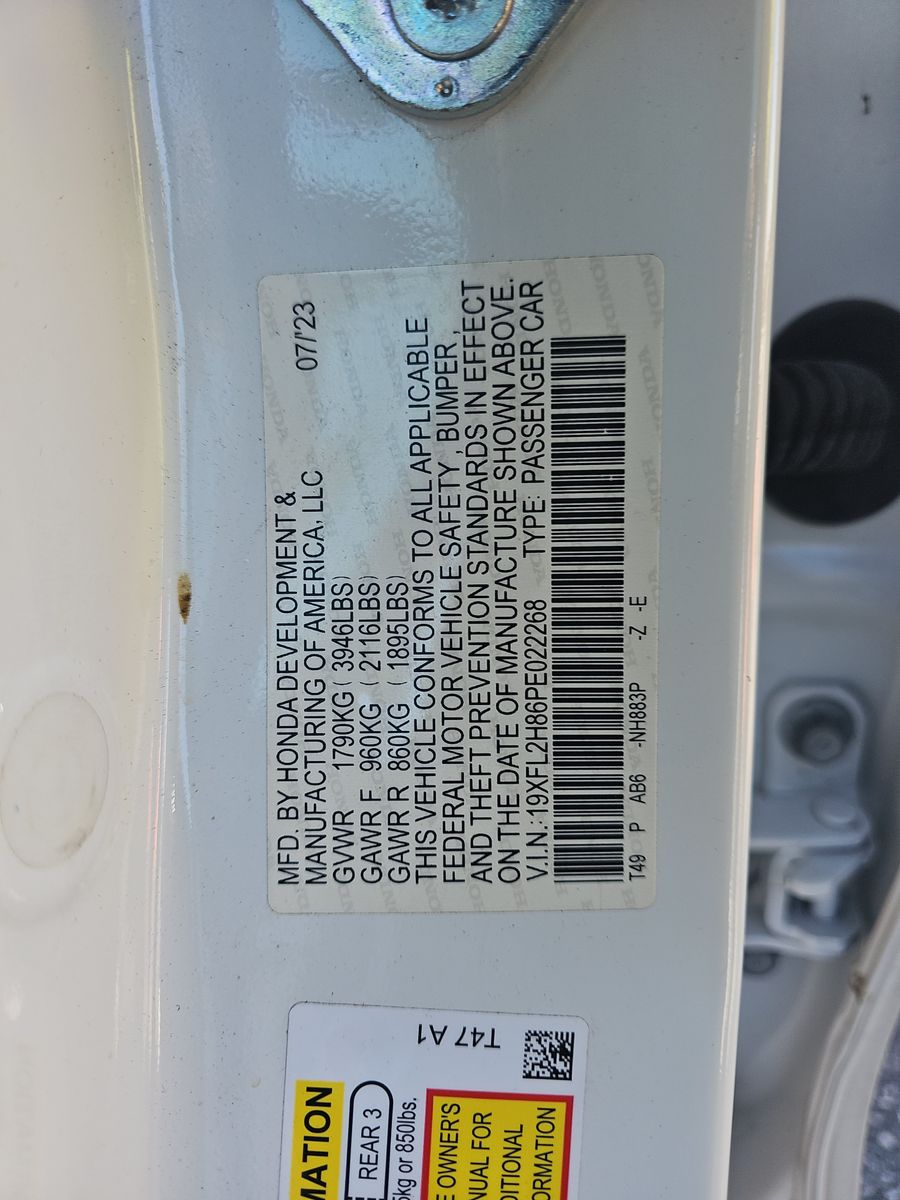 MFD. BY HONDA DEVELOPMENT &
MANUFACTURING OF AMERICA, LLC 07/'23
GVWR 1790KG ( 3946LBS)
GAWR F 960KG ( 2116LBS)
GAWR R 860KG ( 1895LBS)
THIS VEHICLE CONFORMS TO ALL APPLICABLE
FEDERAL MOTOR VEHICLE SAFETY , BUMPER ,
AND THEFT PREVENTION STANDARDS IN EFFECT
ON THE DATE OF MANUFACTURE SHOWN ABOVE.
V.I.N.: 19XFL2H86PE022268 TYPE: PASSENGER CAR
T49 P AB6 -NH883P -Z -E
MATION
REAR 3
kg or 850lbs.
E OWNER'S
NUAL FOR
DITIONAL
ORMATION
T47 A1